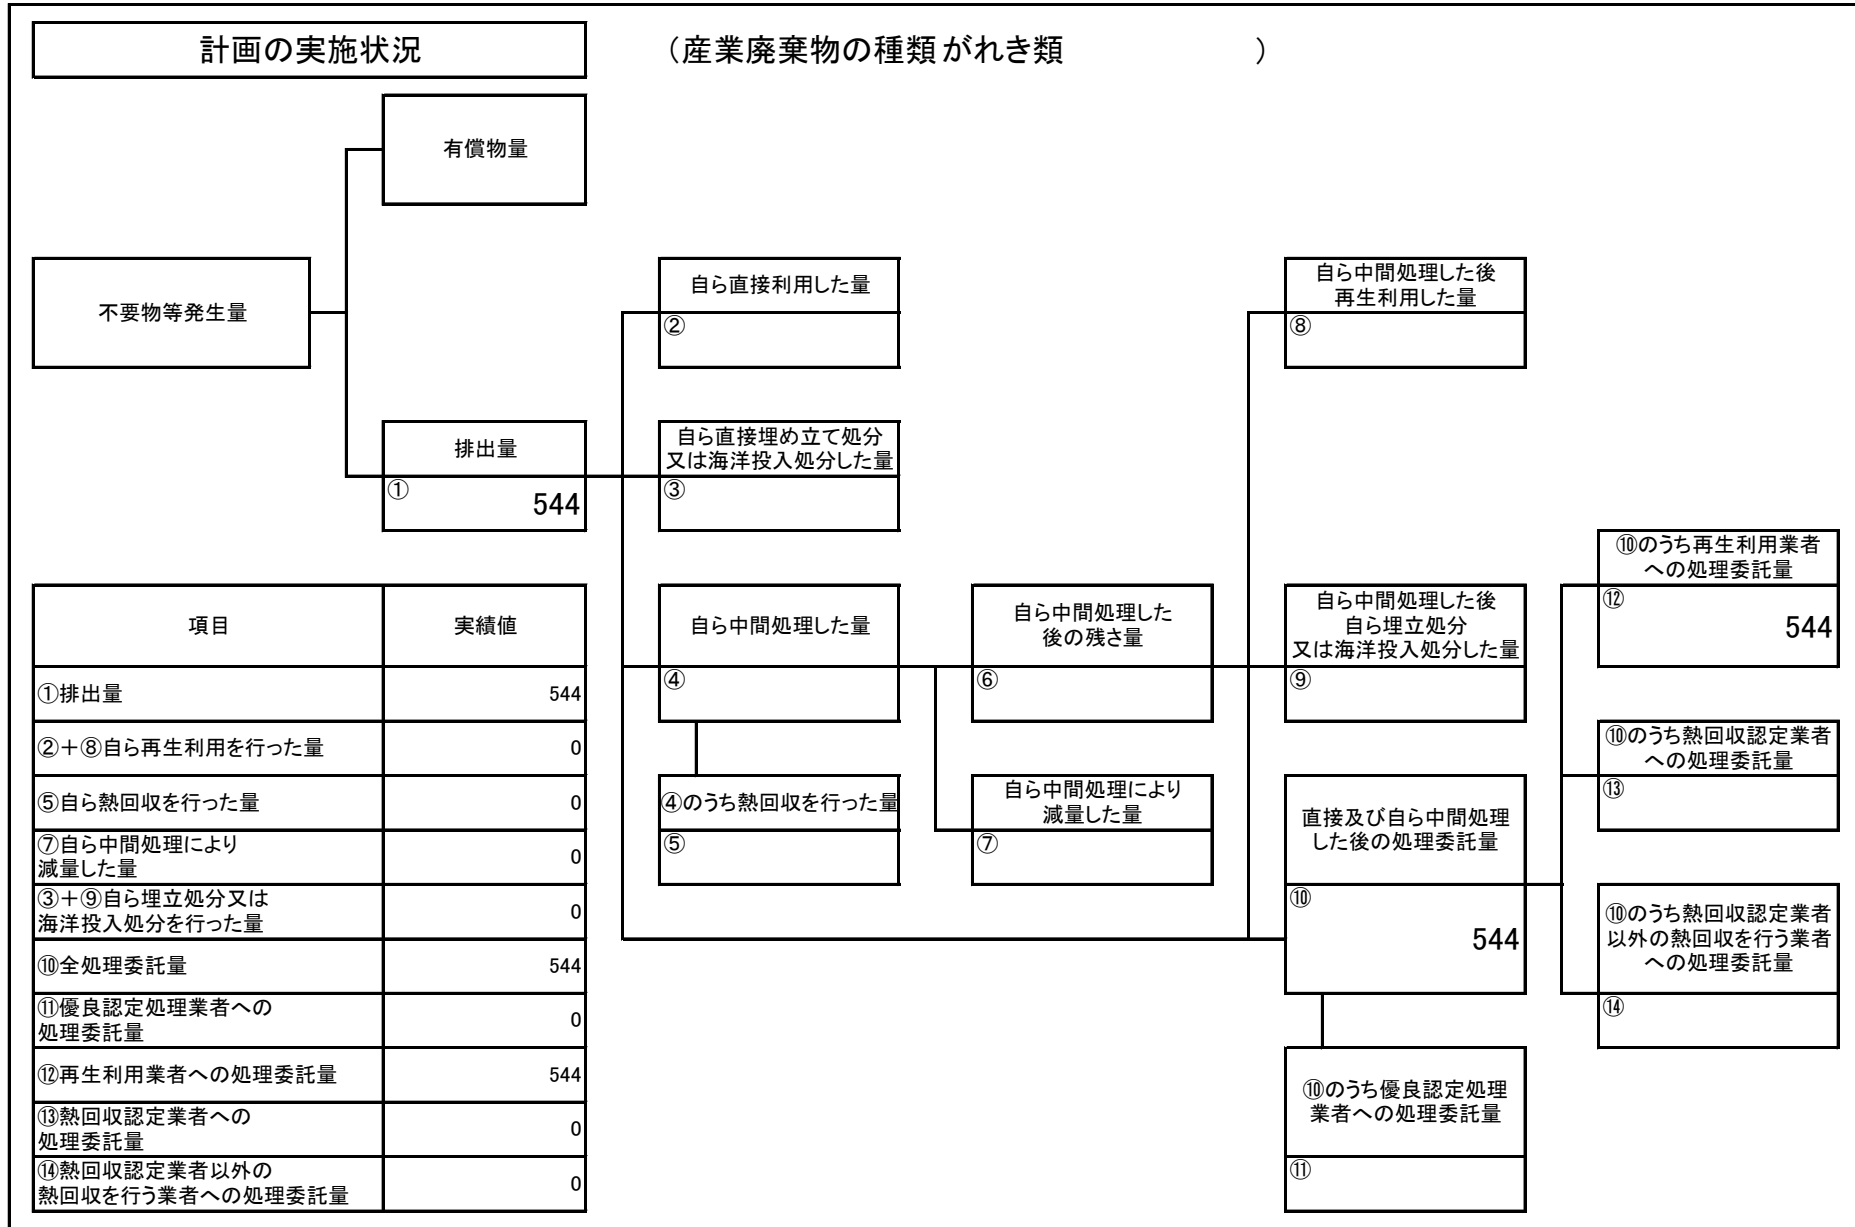 計画の実施状況
（産業廃棄物の種類 がれき類　　　　　　　）
有償物量
不要物等発生量
排出量
①
544
自ら直接利用した量
②
自ら直接埋め立て処分
又は海洋投入処分した量
③
自ら中間処理した量
④
④のうち熱回収を行った量
⑤
自ら中間処理した
後の残さ量
⑥
自ら中間処理により
減量した量
⑦
自ら中間処理した後
再生利用した量
⑧
自ら中間処理した後
自ら埋立処分
又は海洋投入処分した量
⑨
直接及び自ら中間処理
した後の処理委託量
⑩
544
⑩のうち優良認定処理
業者への処理委託量
⑪
⑩のうち再生利用業者
への処理委託量
⑫
544
⑩のうち熱回収認定業者
への処理委託量
⑬
⑩のうち熱回収認定業者
以外の熱回収を行う業者
への処理委託量
⑭
項目 実績値
①排出量 544
②＋⑧自ら再生利用を行った量 0
⑤自ら熱回収を行った量 0
⑦自ら中間処理により
減量した量 0
③＋⑨自ら埋立処分又は
海洋投入処分を行った量 0
⑩全処理委託量 544
⑪優良認定処理業者への
処理委託量 0
⑫再生利用業者への処理委託量 544
⑬熱回収認定業者への
処理委託量 0
⑭熱回収認定業者以外の
熱回収を行う業者への処理委託量 0